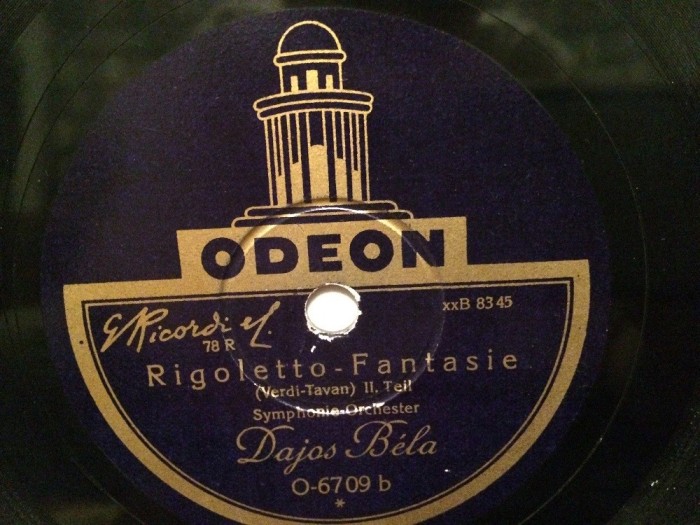 ODEON
G. Ricordi e C.
xxB 8345
78 R
Rigoletto-Fantasie
(Verdi-Tavan) II. Teil
Symphonie-Orchester
Dajos Béla
O-6709 b
*